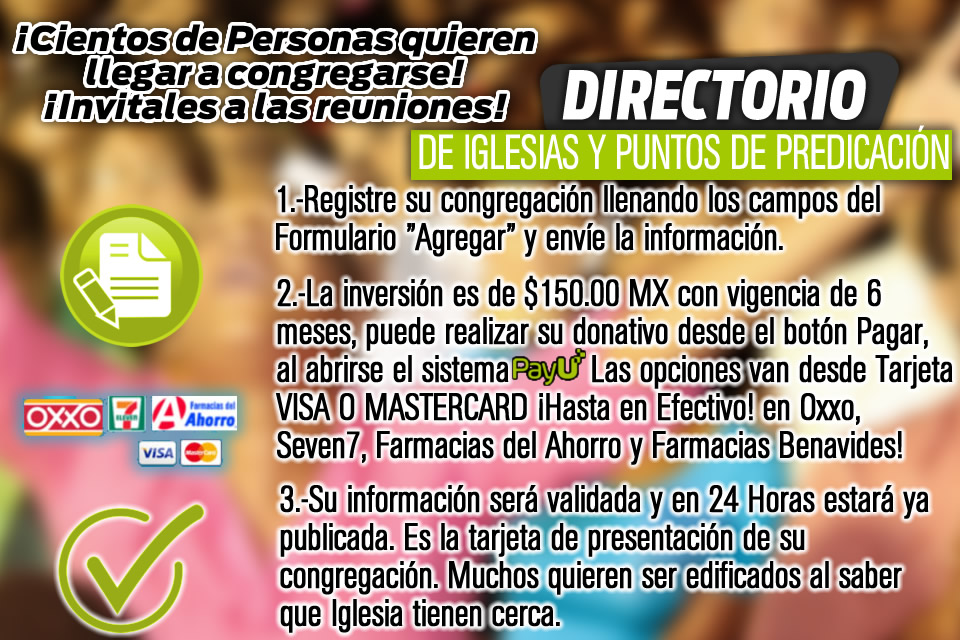 ¡Cientos de Personas quieren
llegar a congregarse!
¡Invitales a las reuniones!
DIRECTORIO
DE IGLESIAS Y PUNTOS DE PREDICACIÓN
1.-Registre su congregación llenando los campos del
Formulario "Agregar" y envíe la información.
2.-La inversión es de $150.00 MX con vigencia de 6
meses, puede realizar su donativo desde el botón Pagar,
al abrirse el sistema PayU Las opciones van desde Tarjeta
VISA O MASTERCARD ¡Hasta en Efectivo! en Oxxo,
Seven7, Farmacias del Ahorro y Farmacias Benavides!
OXXO 7 ELEVEN A Farmacias del Ahorro
VISA MasterCard
3.-Su información será validada y en 24 Horas estará ya
publicada. Es la tarjeta de presentación de su
congregación. Muchos quieren ser edificados al saber
que Iglesia tienen cerca.